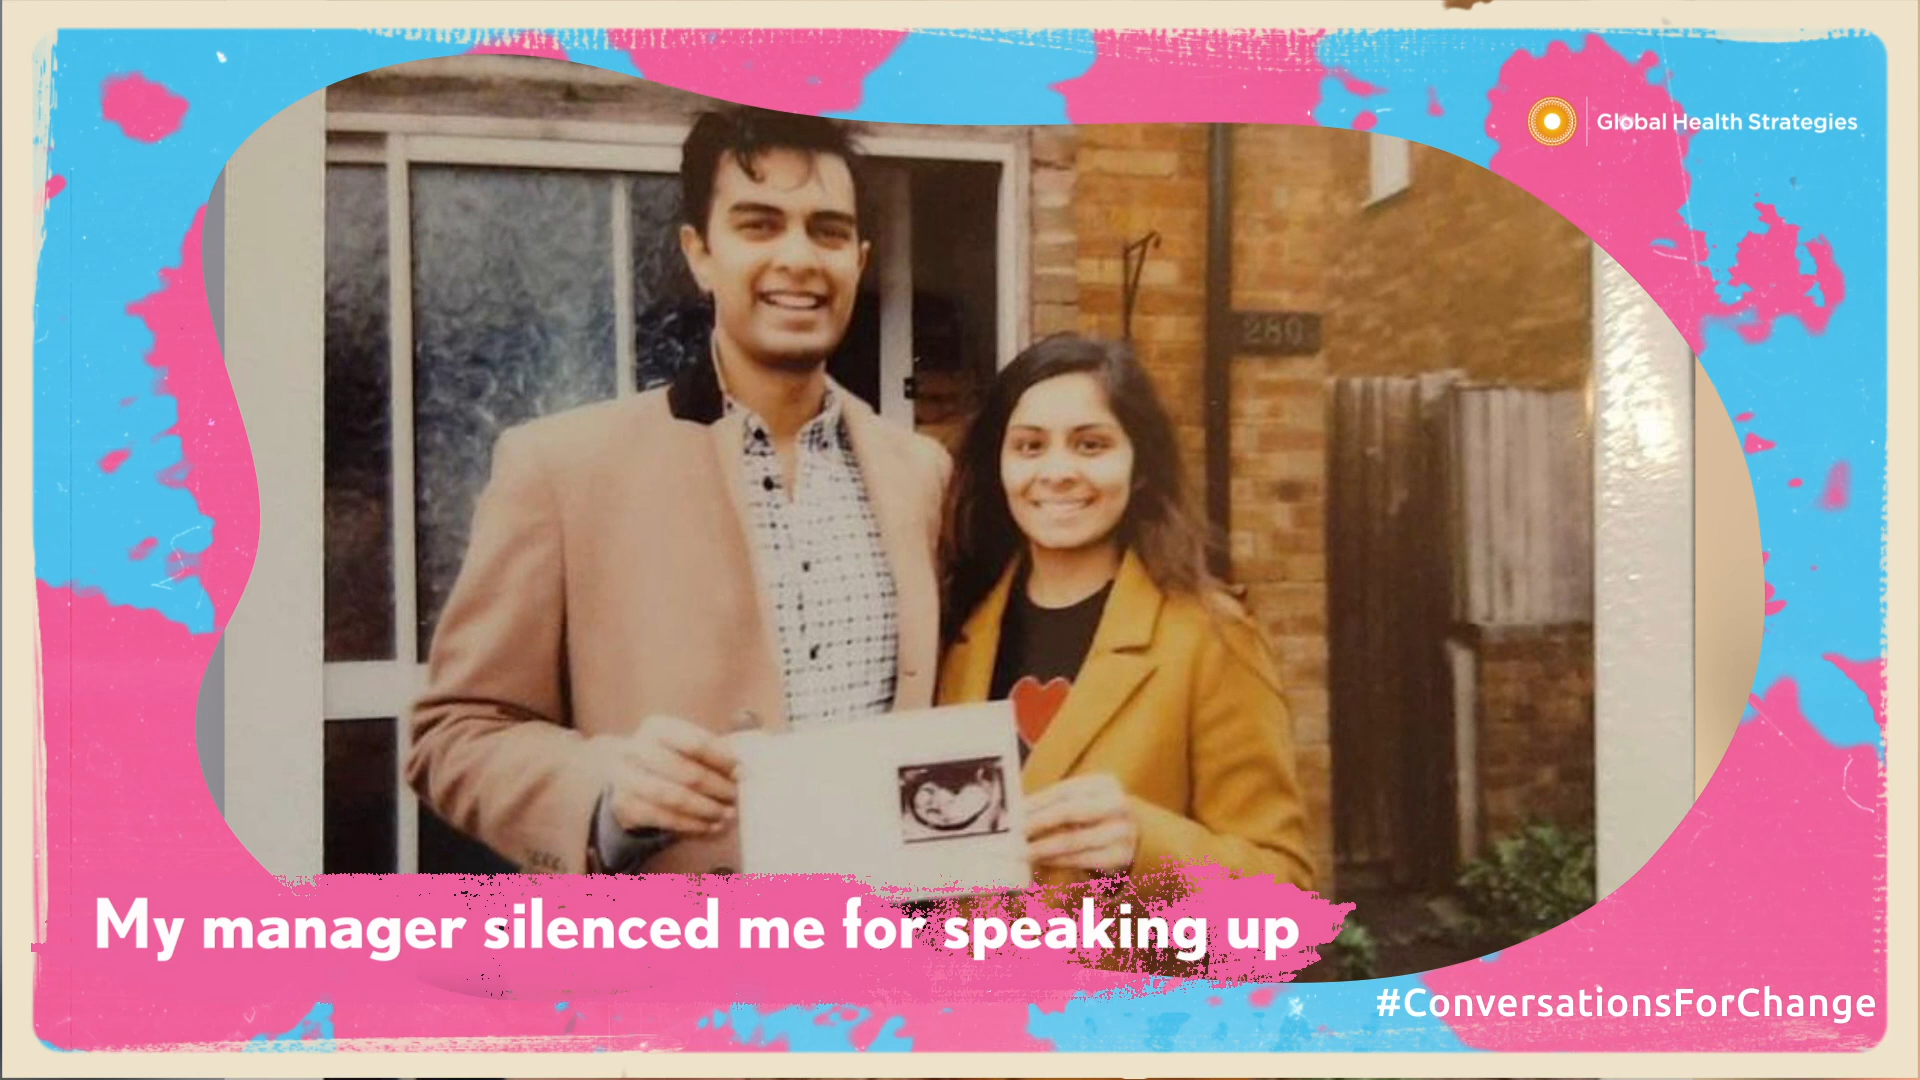 Global Health Strategies
280
My manager silenced me for speaking up
#ConversationsForChange